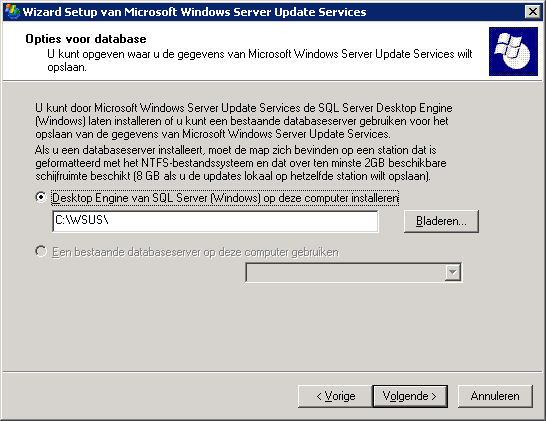 Wizard Setup van Microsoft Windows Server Update Services
Opties voor database
U kunt opgeven waar u de gegevens van Microsoft Windows Server Update Services wilt
opslaan.
U kunt door Microsoft Windows Server Update Services de SQL Server Desktop Engine
(Windows) laten installeren of u kunt een bestaande databaseserver gebruiken voor het
opslaan van de gegevens van Microsoft Windows Server Update Services.
Als u een databaseserver installeert, moet de map zich bevinden op een station dat is
geformatteerd met het NTFS-bestandssysteem en dat over ten minste 2GB beschikbare
schijfruimte beschikt (8 GB als u de updates lokaal op hetzelfde station wilt opslaan).
Desktop Engine van SQL Server (Windows) op deze computer installeren
C:\WSUS\
Bladeren...
Een bestaande databaseserver op deze computer gebruiken
< Vorige
Volgende >
Annuleren